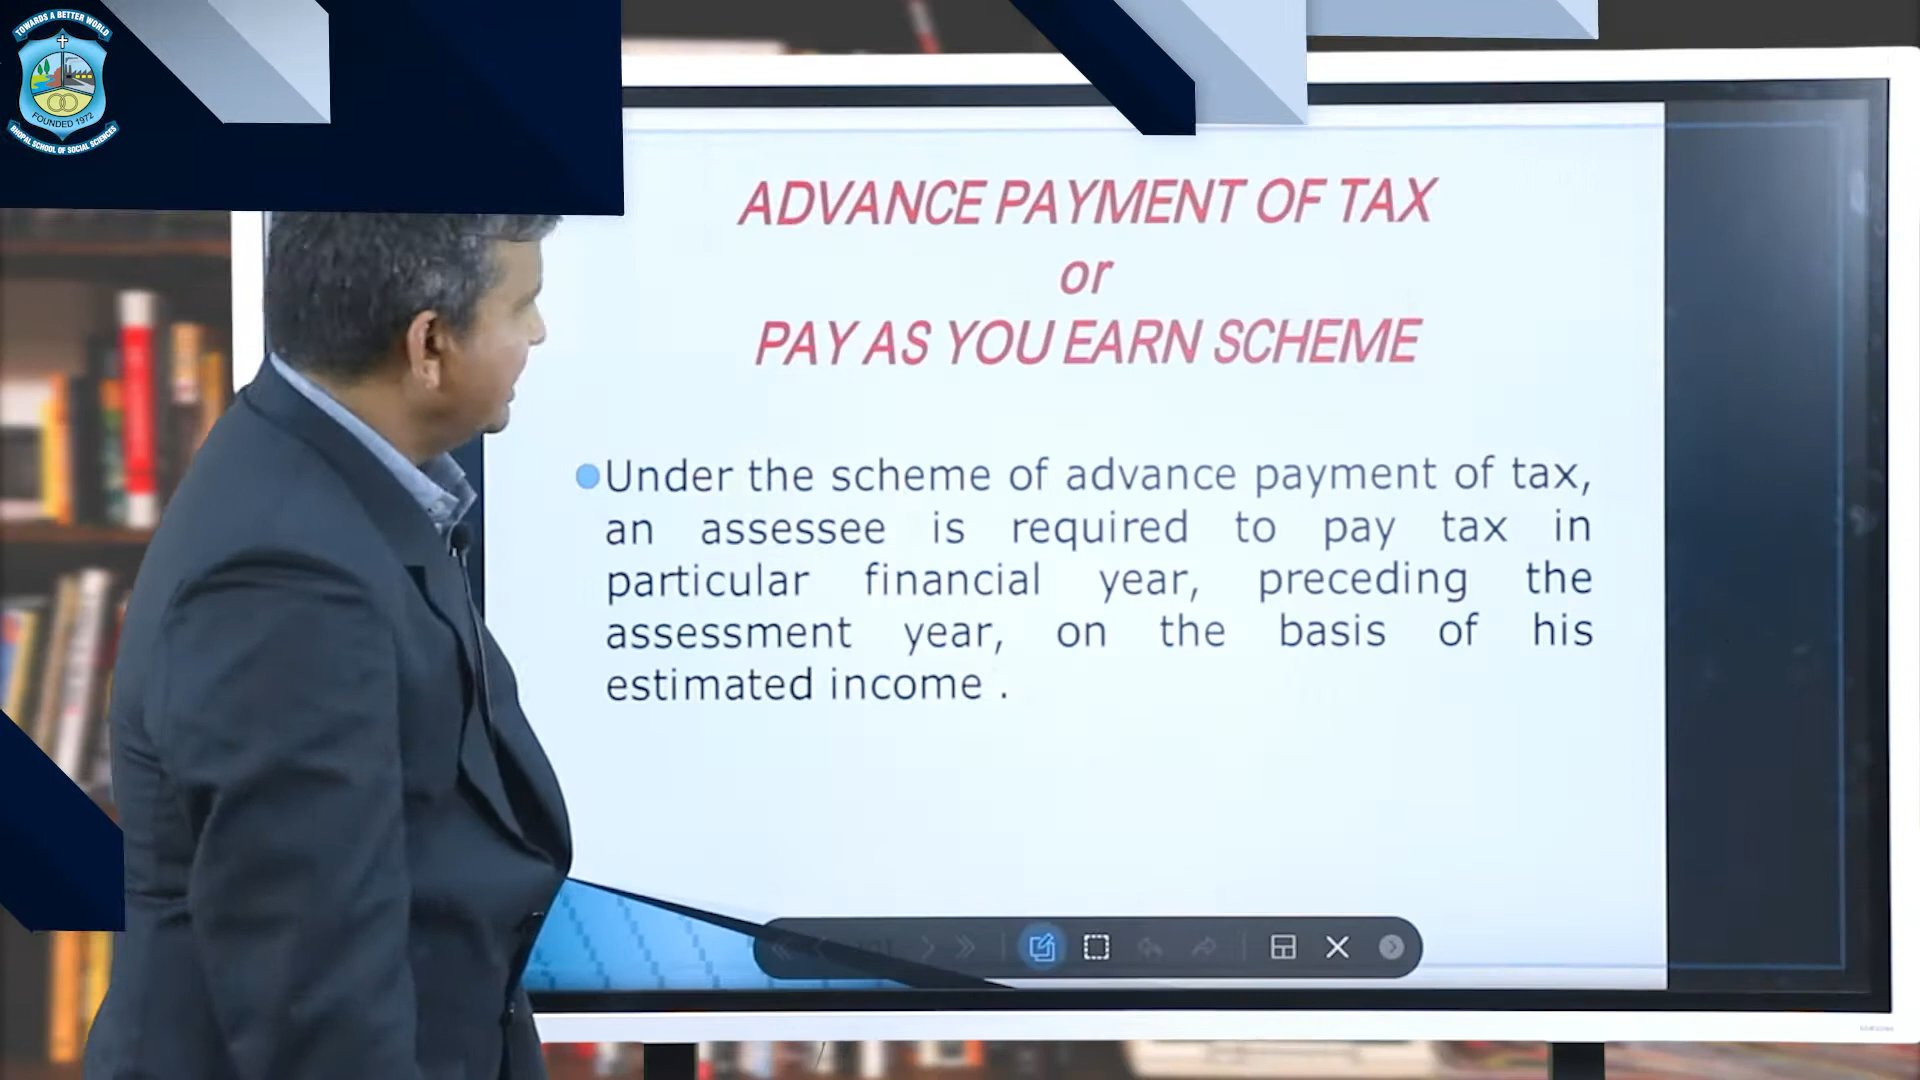 TOWARDS A BETTER WORLD
FOUNDED 1972
BHOPAL SCHOOL OF SOCIAL SCIENCES
ADVANCE PAYMENT OF TAX
or
PAY AS YOU EARN SCHEME
Under the scheme of advance payment of tax,
an assessee is required to pay tax in
particular financial year, preceding the
assessment year, on the basis of his
estimated income .